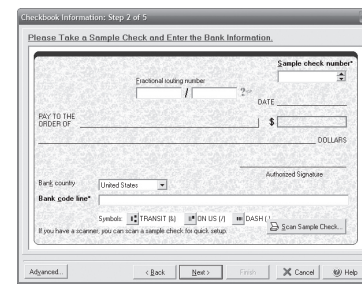 Checkbook Information: Step 2 of 5
Please Take a Sample Check and Enter the Bank Information.
Sample check number*
Fractional routing number
/
?
DATE
PAY TO THE
ORDER OF
$
DOLLARS
Authorized Signature
Bank country
United States
Bank code line*
Symbols: TRANSIT (&) ON US (/) DASH (
If you have a scanner, you can scan a sample check for quick setup.
Scan Sample Check...
Advanced...
< Back
Next >
Finish
Cancel
Help